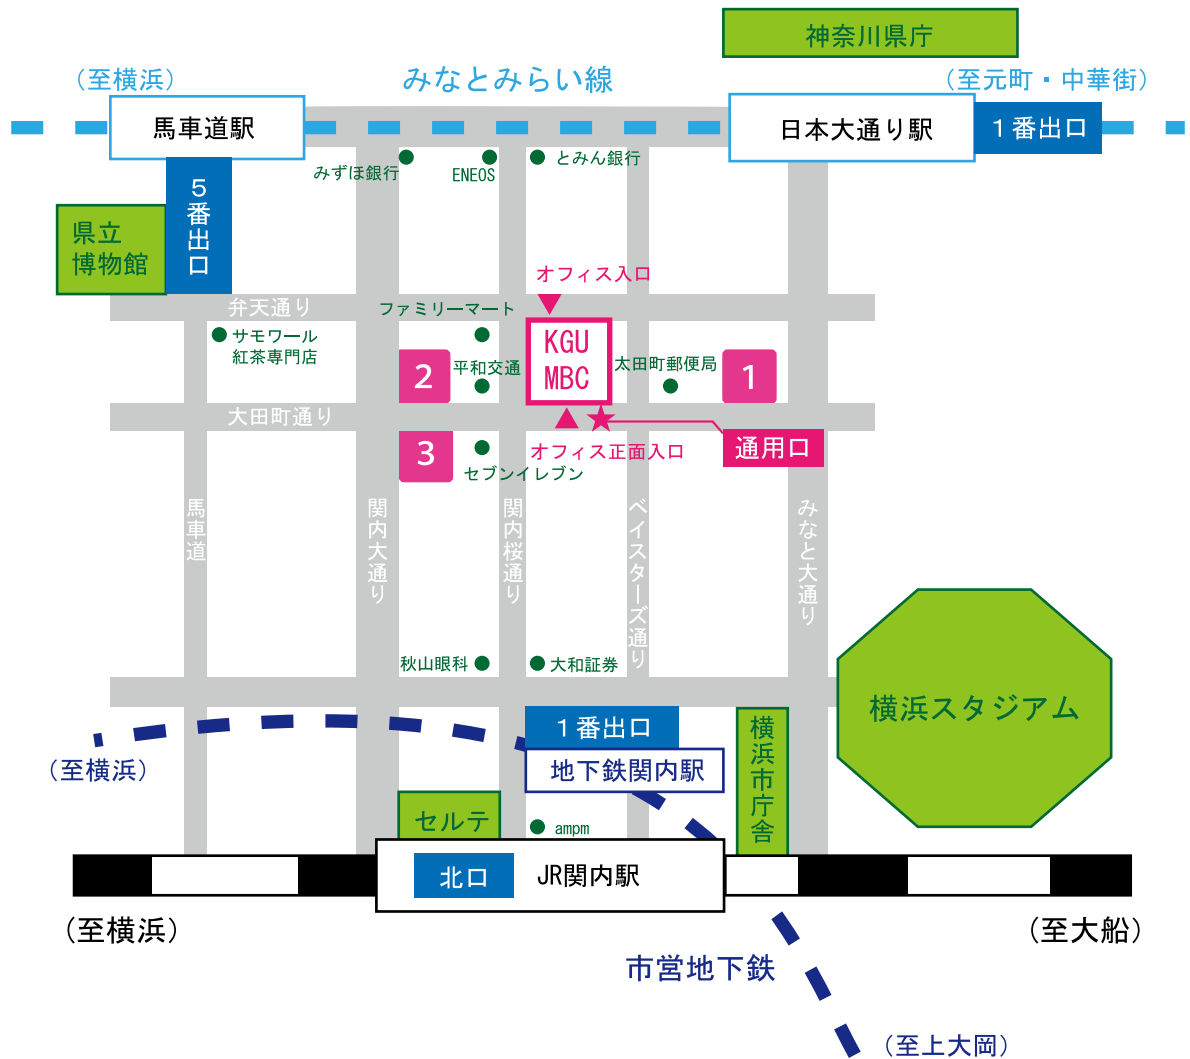 神奈川県庁
（至横浜）
みなとみらい線
（至元町・中華街）
馬車道駅
日本大通り駅
１番出口
みずほ銀行
ENEOS
とみん銀行
５番出口
県立
博物館
オフィス入口
弁天通り
ファミリーマート
サモワール
紅茶専門店
KGU
MBC
2
平和交通
太田町郵便局
1
大田町通り
3
オフィス正面入口
通用口
セブンイレブン
馬車道
関内大通り
関内桜通り
ベイスターズ通り
みなと大通り
秋山眼科
大和証券
横浜スタジアム
１番出口
横浜市庁舎
（至横浜）
地下鉄関内駅
セルテ
ampm
北口
JR関内駅
（至横浜）
（至大船）
市営地下鉄
（至上大岡）